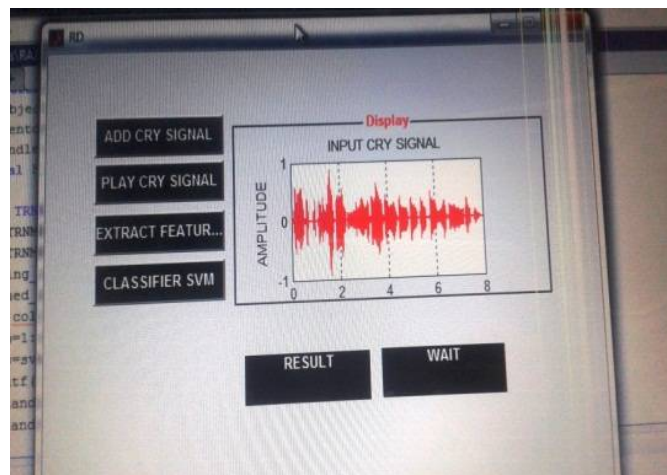 RD
ADD CRY SIGNAL
PLAY CRY SIGNAL
EXTRACT FEATUR...
CLASSIFIER SVM
Display
INPUT CRY SIGNAL
AMPLITUDE
1
0
-1
0 2 4 6 8
RESULT
WAIT